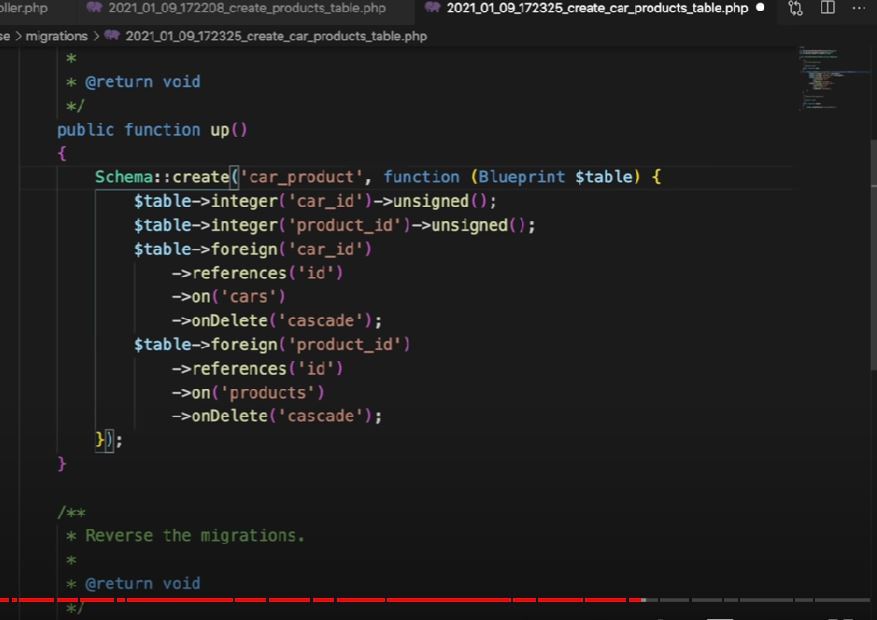 oller.php 2021_01_09_172208_create_products_table.php 2021_01_09_172325_create_car_products_table.php
se > migrations > 2021_01_09_172325_create_car_products_table.php
*
* @return void
*/
public function up()
{
Schema::create('car_product', function (Blueprint $table) {
$table->integer('car_id')->unsigned();
$table->integer('product_id')->unsigned();
$table->foreign('car_id')
->references('id')
->on('cars')
->onDelete('cascade');
$table->foreign('product_id')
->references('id')
->on('products')
->onDelete('cascade');
});
}
/**
* Reverse the migrations.
*
* @return void
*/